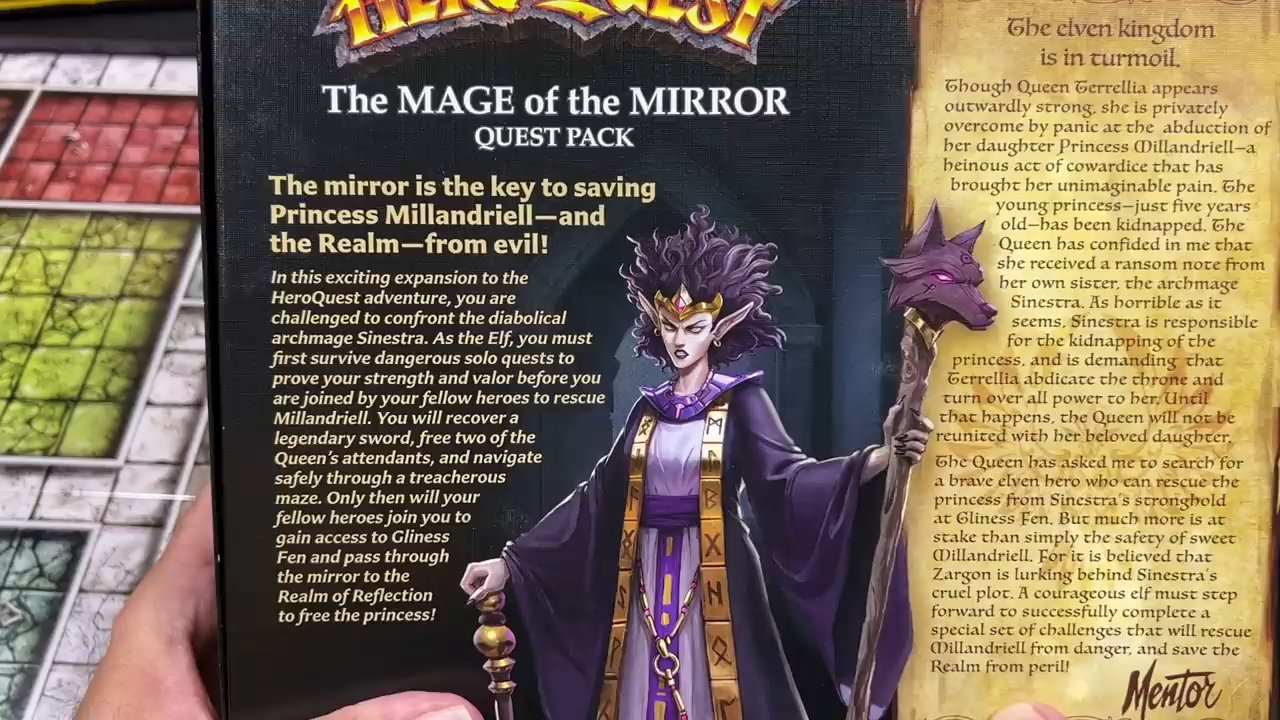 HeroQuest
The MAGE of the MIRROR
QUEST PACK
The mirror is the key to saving
Princess Millandriell—and
the Realm—from evil!
In this exciting expansion to the
HeroQuest adventure, you are
challenged to confront the diabolical
archmage Sinestra. As the Elf, you must
first survive dangerous solo quests to
prove your strength and valor before you
are joined by your fellow heroes to rescue
Millandriell. You will recover a
legendary sword, free two of the
Queen's attendants, and navigate
safely through a treacherous
maze. Only then will your
fellow heroes join you to
gain access to Gliness
Fen and pass through
the mirror to the
Realm of Reflection
to free the princess!
The elven kingdom
is in turmoil.
Though Queen Terrellia appears
outwardly strong, she is privately
overcome by panic at the abduction of
her daughter Princess Millandriell—a
heinous act of cowardice that has
brought her unimaginable pain. The
young princess—just five years
old—has been kidnapped. The
Queen has confided in me that
she received a ransom note from
her own sister, the archmage
Sinestra. As horrible as it
seems, Sinestra is responsible
for the kidnapping of the
princess, and is demanding that
Terrellia abdicate the throne and
turn over all power to her. Until
that happens, the Queen will not be
reunited with her beloved daughter.
The Queen has asked me to search for
a brave elven hero who can rescue the
princess from Sinestra's stronghold
at Gliness Fen. But much more is at
stake than simply the safety of sweet
Millandriell. For it is believed that
Zargon is lurking behind Sinestra's
cruel plot. A courageous elf must step
forward to successfully complete a
special set of challenges that will rescue
Millandriell from danger, and save the
Realm from peril!
Mentor